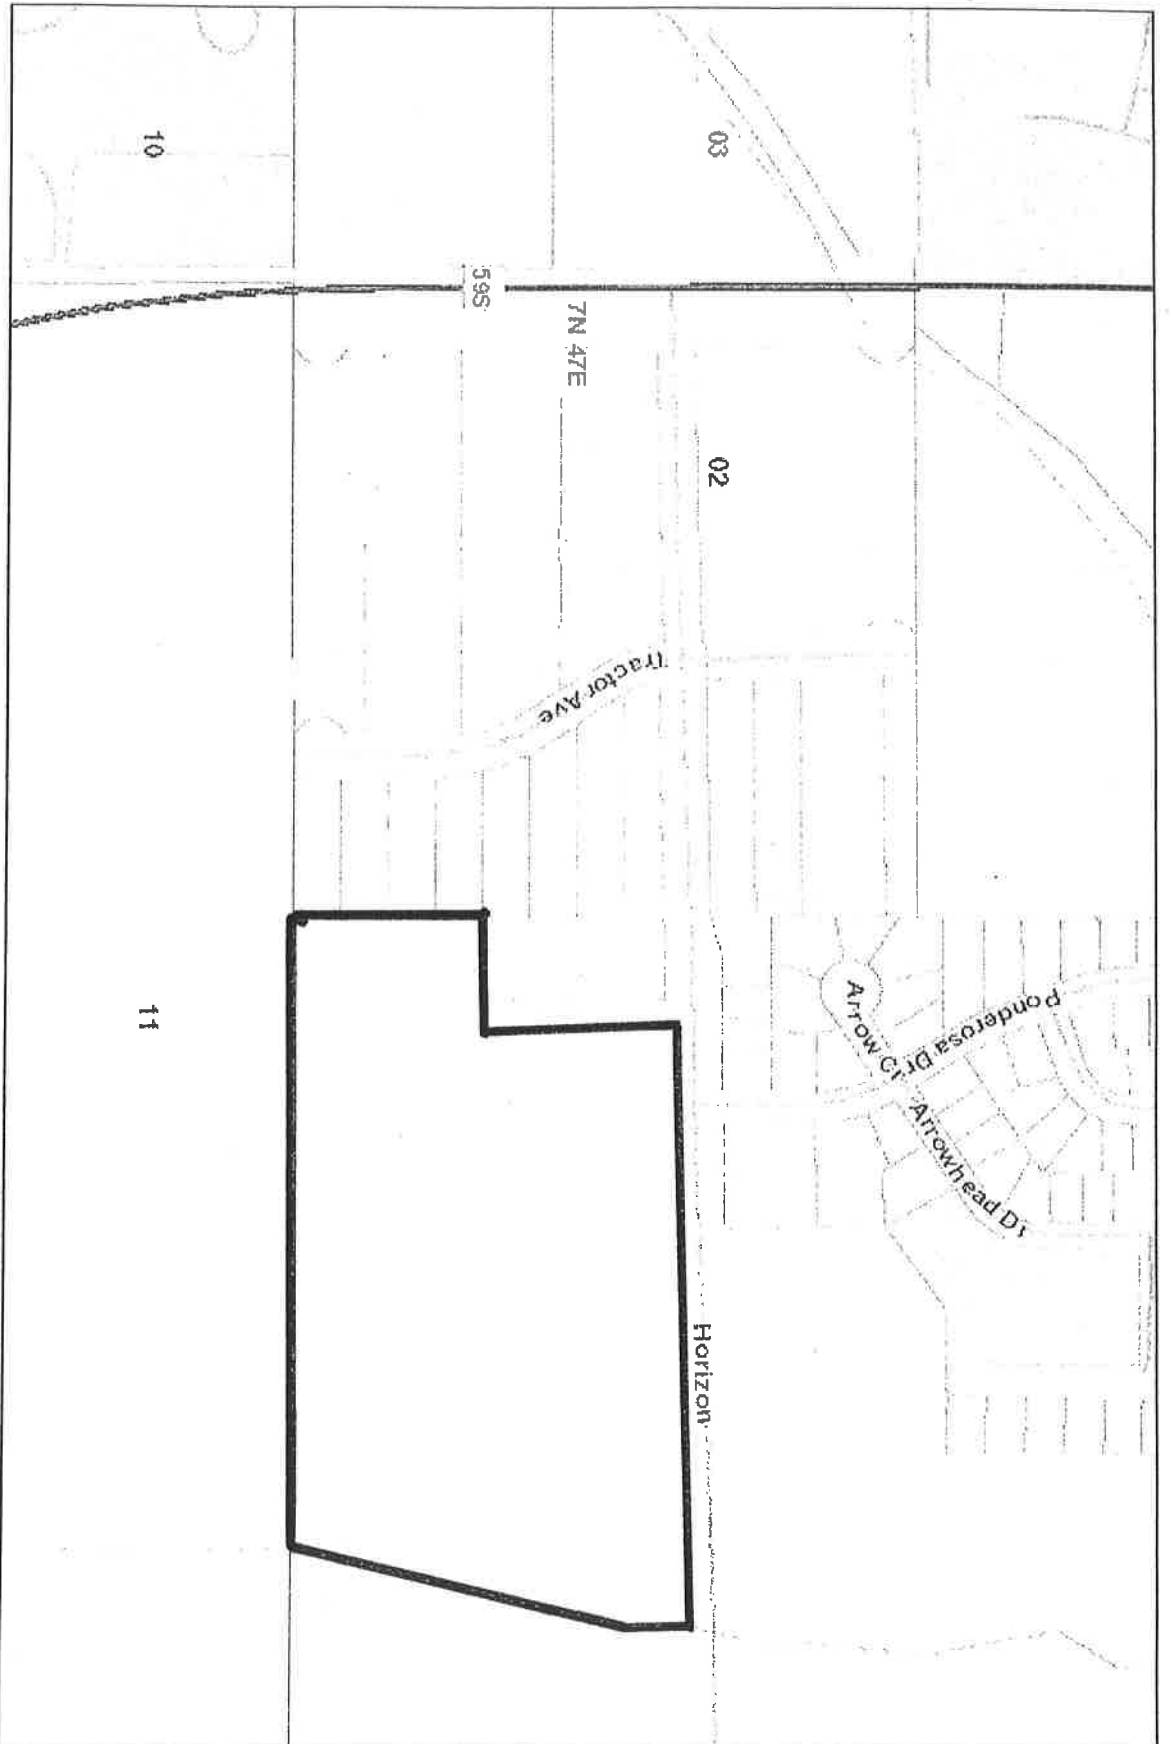 03
10
59S
7N 47E
02
Tractor Ave
Ponderosa Dr
Arrow Ct
Arrowhead Dr
Horizon
11